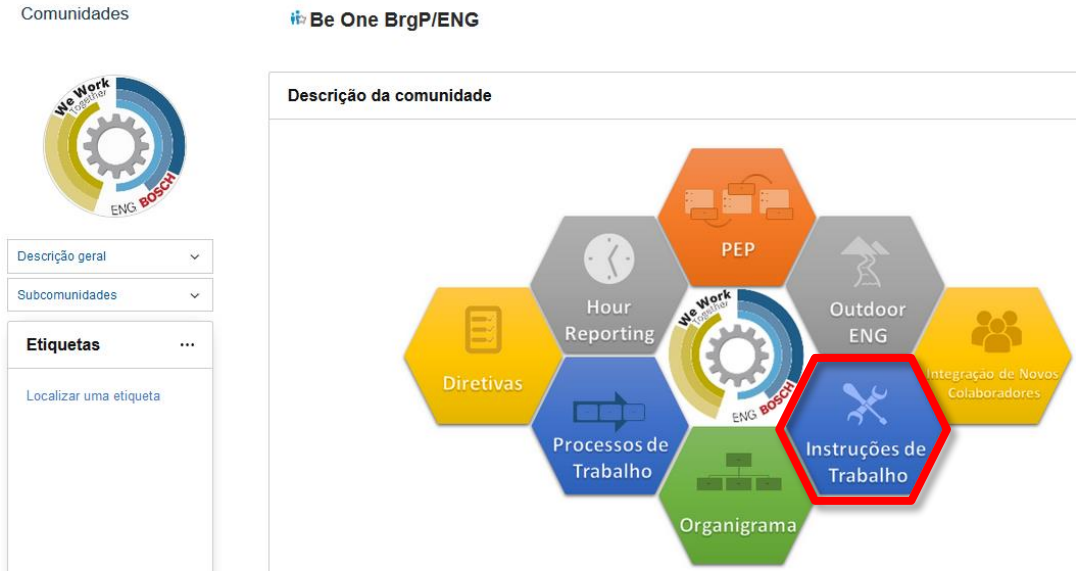 Comunidades
Be One BrgP/ENG
We Work
Together
ENG BOSCH
Descrição geral
Subcomunidades
Etiquetas
...
Localizar uma etiqueta
Descrição da comunidade
PEP
Hour
Reporting
Outdoor
ENG
Diretivas
We Work
Together
ENG BOSCH
Integração de Novos
Colaboradores
Processos de
Trabalho
Instruções de
Trabalho
Organigrama